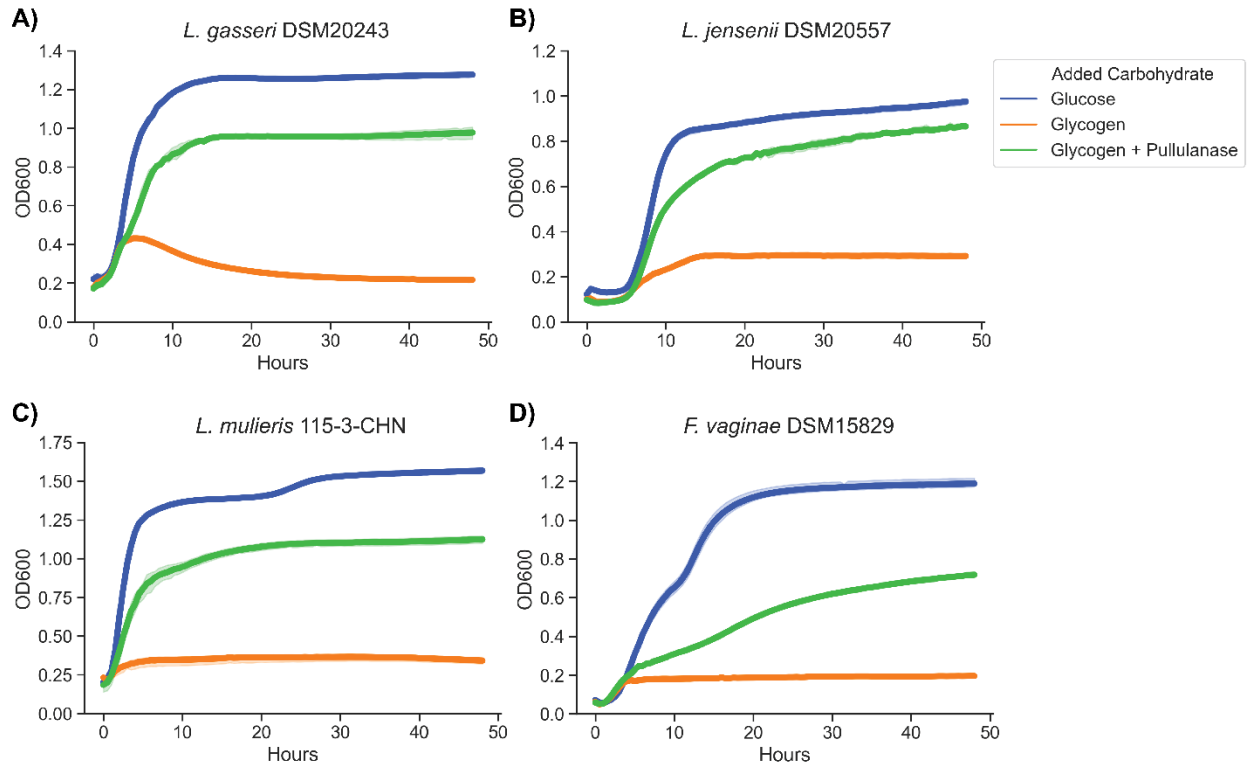 A)
L. gasseri DSM20243
OD600
1.4
1.2
1.0
0.8
0.6
0.4
0.2
0.0
0 10 20 30 40 50
Hours
B)
L. jensenii DSM20557
OD600
1.2
1.0
0.8
0.6
0.4
0.2
0.0
0 10 20 30 40 50
Hours
Added Carbohydrate
Glucose
Glycogen
Glycogen + Pullulanase
C)
L. mulieris 115-3-CHN
OD600
1.75
1.50
1.25
1.00
0.75
0.50
0.25
0.00
0 10 20 30 40 50
Hours
D)
F. vaginae DSM15829
OD600
1.4
1.2
1.0
0.8
0.6
0.4
0.2
0.0
0 10 20 30 40 50
Hours